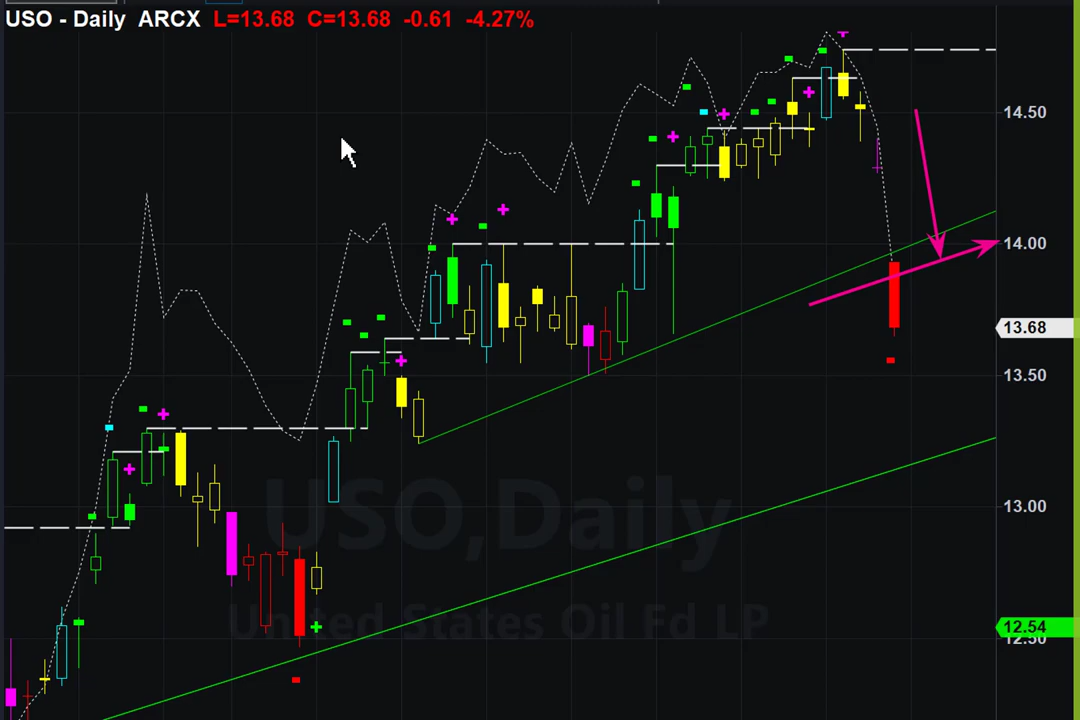 USO - Daily ARCX L=13.68 C=13.68 -0.61 -4.27%
14.50
14.00
13.68
13.50
13.00
USO,Daily
United States Oil Fd LP
12.54
12.50